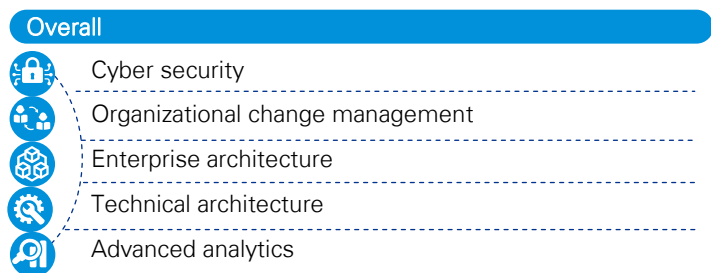 Overall
Cyber security
Organizational change management
Enterprise architecture
Technical architecture
Advanced analytics